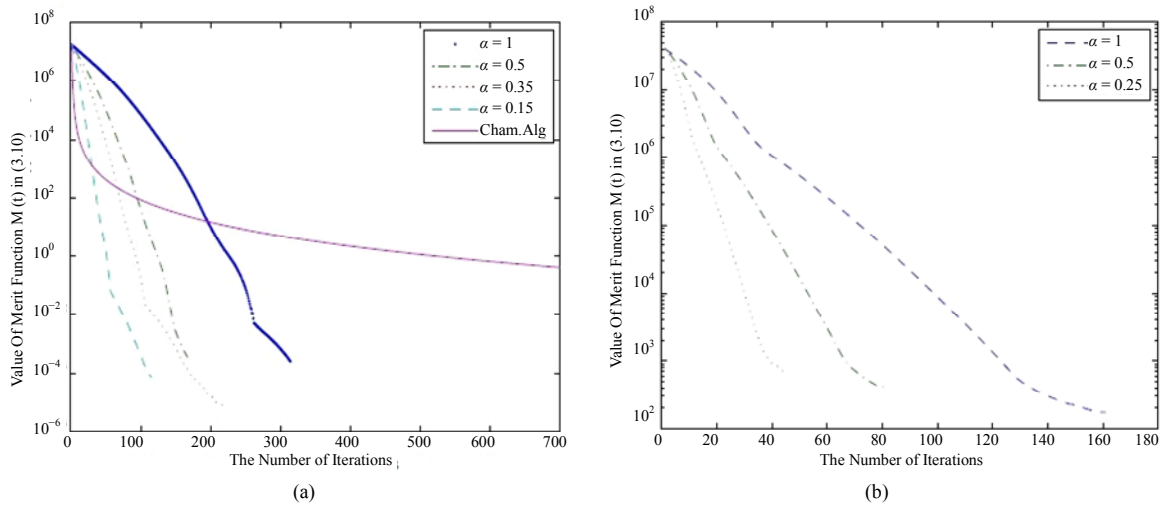 10^8
10^6
10^4
10^2
10^0
10^-2
10^-4
10^-6
Value Of Merit Function M (t) in (3.10)
α = 1
α = 0.5
α = 0.35
α = 0.15
Cham.Alg
0 100 200 300 400 500 600 700
The Number of Iterations
(a)
10^8
10^7
10^6
10^5
10^4
10^3
10^2
Value Of Merit Function M (t) in (3.10)
α = 1
α = 0.5
α = 0.25
0 20 40 60 80 100 120 140 160 180
The Number of Iterations
(b)